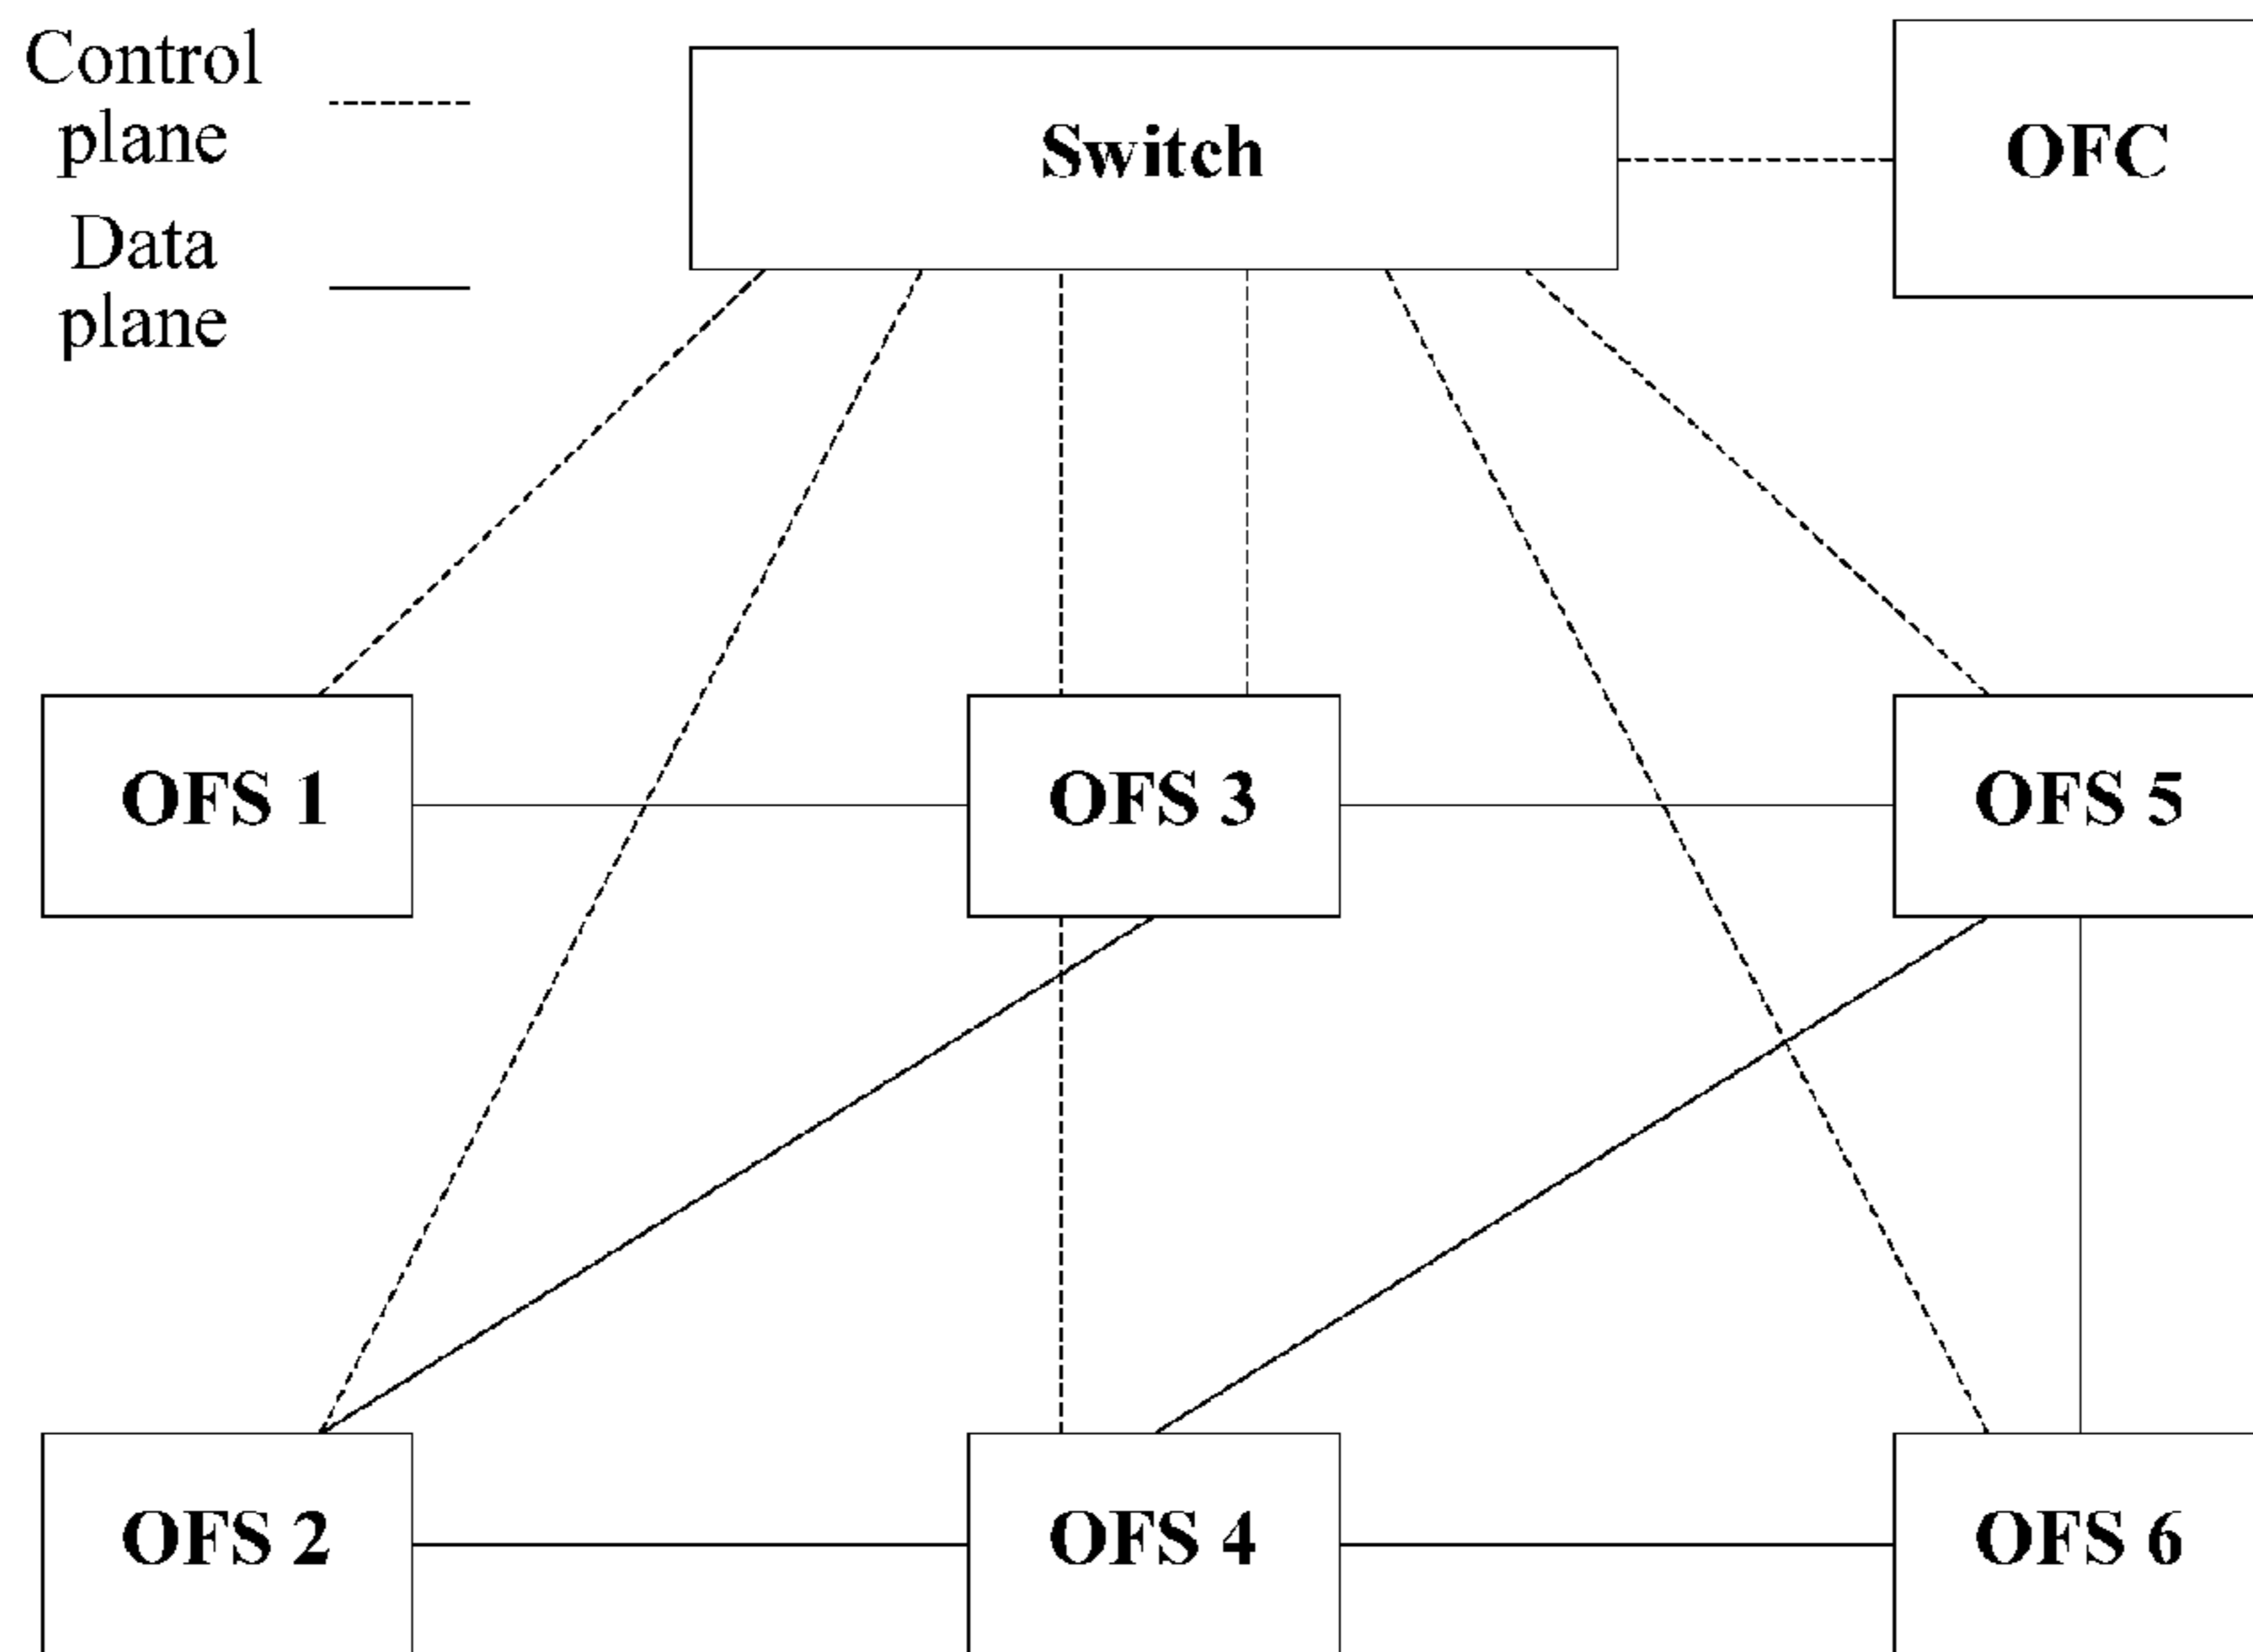 Control
plane
Data
plane
Switch
OFC
OFS 1
OFS 3
OFS 5
OFS 2
OFS 4
OFS 6